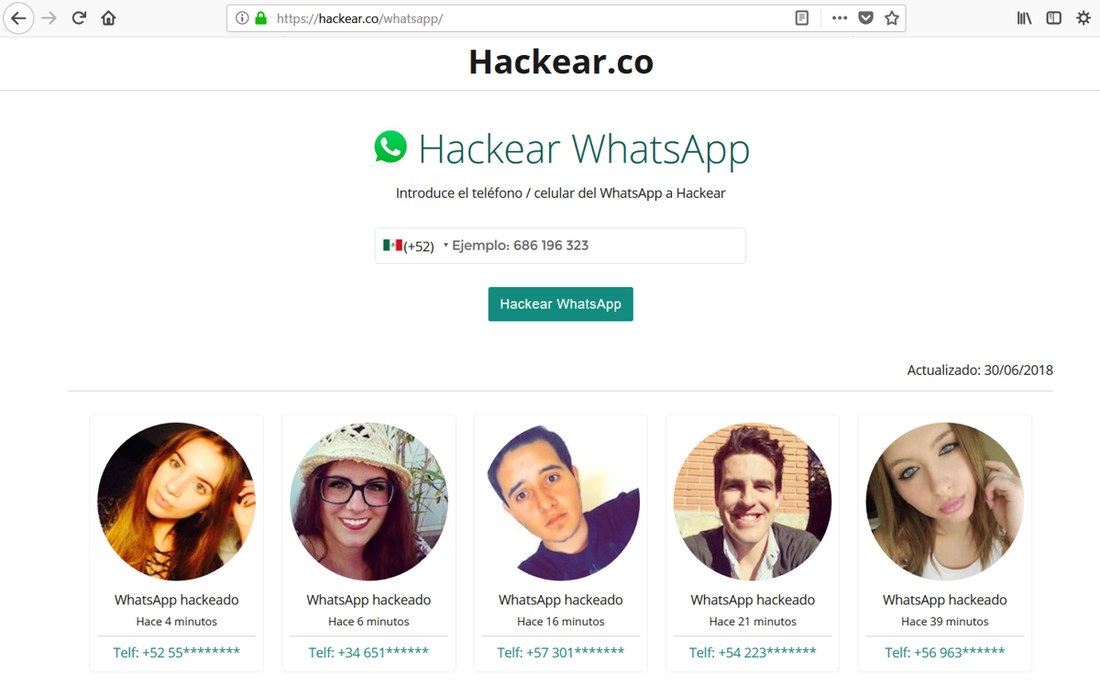 https://hackear.co/whatsapp/
Hackear.co
Hackear WhatsApp
Introduce el teléfono / celular del WhatsApp a Hackear
(+52) Ejemplo: 686 196 323
Hackear WhatsApp
Actualizado: 30/06/2018
WhatsApp hackeado WhatsApp hackeado WhatsApp hackeado WhatsApp hackeado WhatsApp hackeado
Hace 4 minutos Hace 6 minutos Hace 16 minutos Hace 21 minutos Hace 39 minutos
Telf: +52 55******** Telf: +34 651****** Telf: +57 301******* Telf: +54 223******* Telf: +56 963******